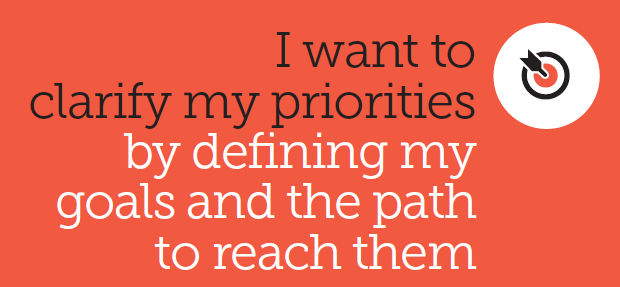 I want to
clarify my priorities
by defining my
goals and the path
to reach them